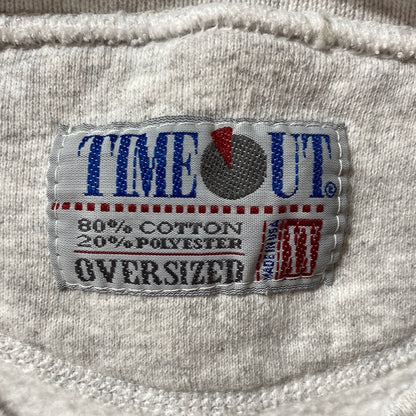 TIME OUT®
80% COTTON
20% POLYESTER
OVERSIZED
MADE IN USA